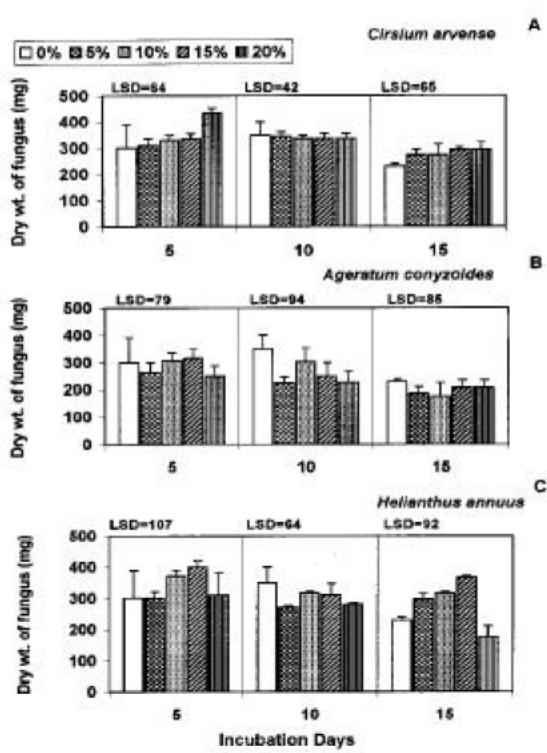 A
Cirsium arvense
0% 5% 10% 15% 20%
LSD=64 LSD=42 LSD=65
500
400
300
200
100
0
Dry wt. of fungus (mg)
5 10 15
Ageratum conyzoides B
LSD=79 LSD=94 LSD=85
500
400
300
200
100
0
Dry wt. of fungus (mg)
5 10 15
C
Helianthus annuus
LSD=107 LSD=64 LSD=92
500
400
300
200
100
0
Dry wt. of fungus (mg)
5 10 15
Incubation Days